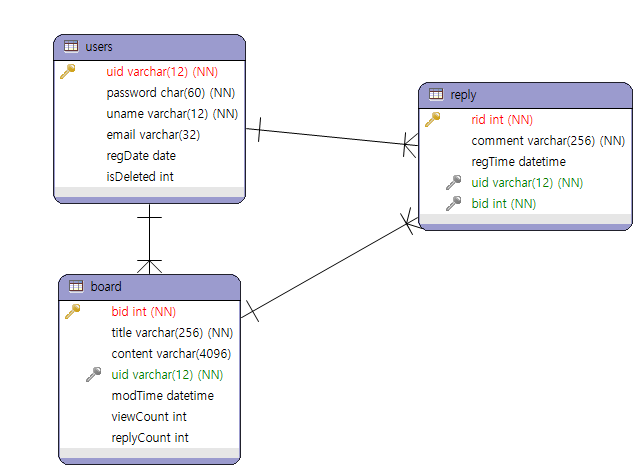 users
uid varchar(12) (NN)
password char(60) (NN)
uname varchar(12) (NN)
email varchar(32)
regDate date
isDeleted int
reply
rid int (NN)
comment varchar(256) (NN)
regTime datetime
uid varchar(12) (NN)
bid int (NN)
board
bid int (NN)
title varchar(256) (NN)
content varchar(4096)
uid varchar(12) (NN)
modTime datetime
viewCount int
replyCount int